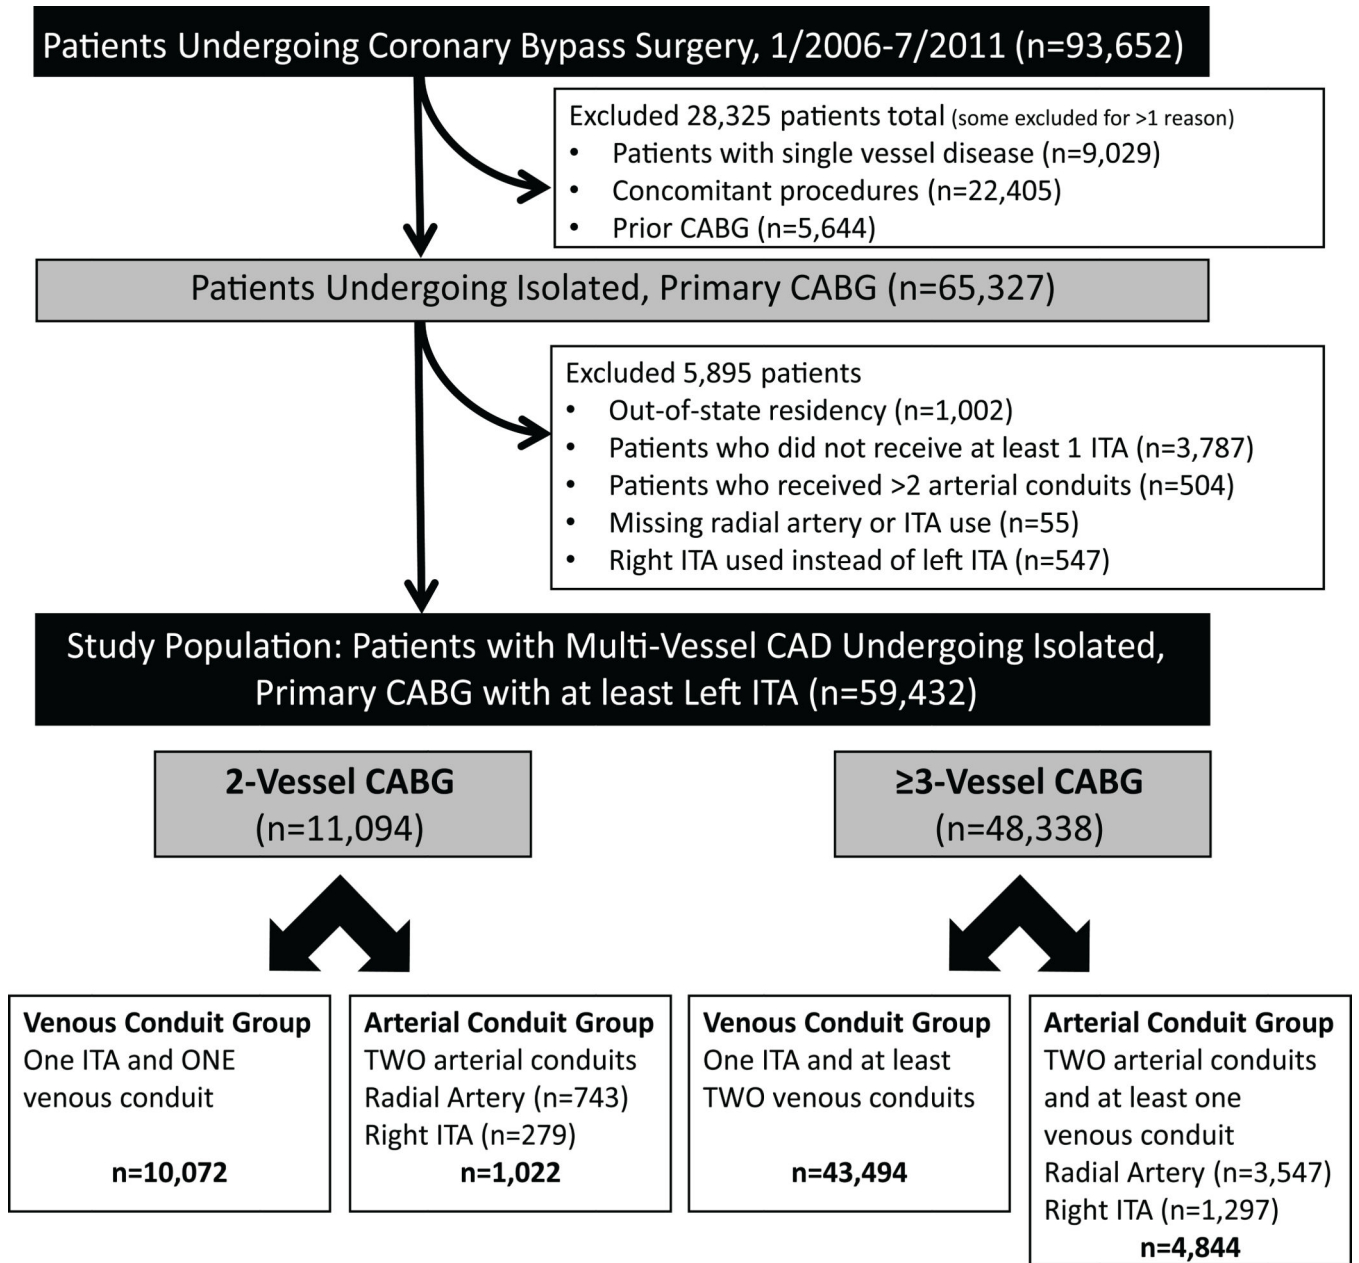 Patients Undergoing Coronary Bypass Surgery, 1/2006-7/2011 (n=93,652)
Excluded 28,325 patients total (some excluded for >1 reason)
• Patients with single vessel disease (n=9,029)
• Concomitant procedures (n=22,405)
• Prior CABG (n=5,644)
Patients Undergoing Isolated, Primary CABG (n=65,327)
Excluded 5,895 patients
• Out-of-state residency (n=1,002)
• Patients who did not receive at least 1 ITA (n=3,787)
• Patients who received >2 arterial conduits (n=504)
• Missing radial artery or ITA use (n=55)
• Right ITA used instead of left ITA (n=547)
Study Population: Patients with Multi-Vessel CAD Undergoing Isolated,
Primary CABG with at least Left ITA (n=59,432)
2-Vessel CABG
(n=11,094)
≥3-Vessel CABG
(n=48,338)
Venous Conduit Group
One ITA and ONE
venous conduit
n=10,072
Arterial Conduit Group
TWO arterial conduits
Radial Artery (n=743)
Right ITA (n=279)
n=1,022
Venous Conduit Group
One ITA and at least
TWO venous conduits
n=43,494
Arterial Conduit Group
TWO arterial conduits
and at least one
venous conduit
Radial Artery (n=3,547)
Right ITA (n=1,297)
n=4,844